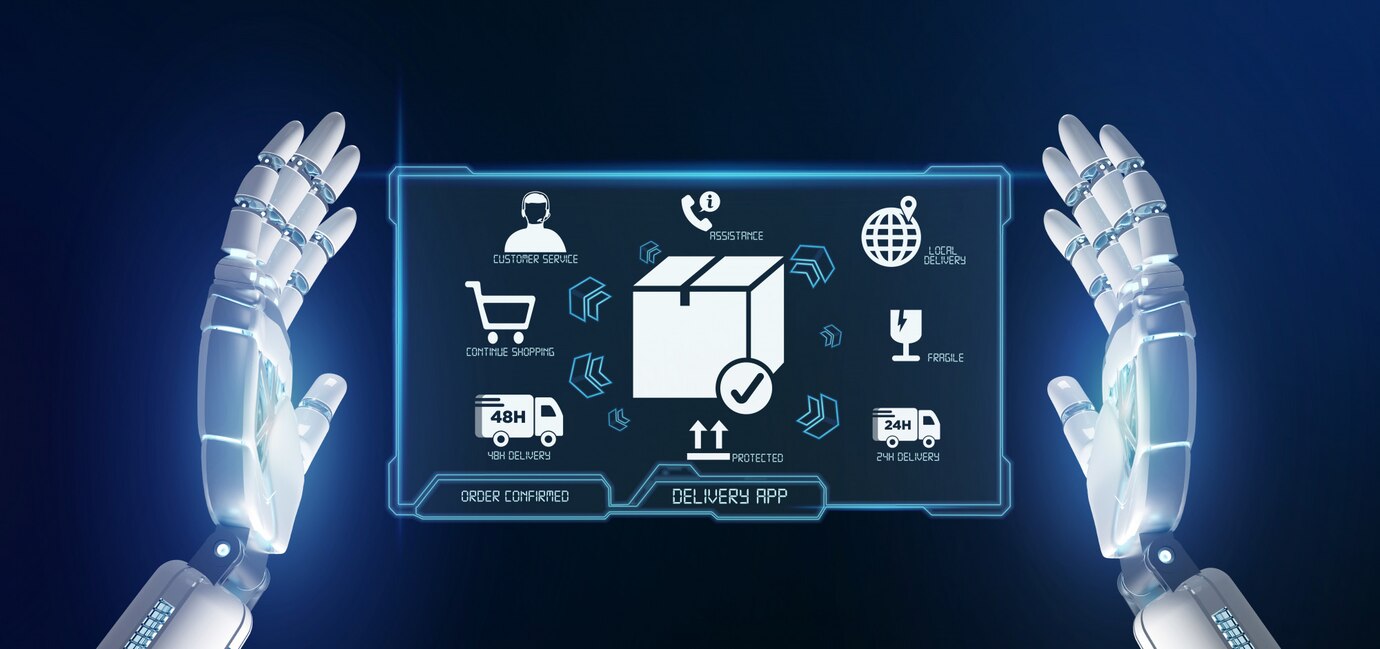 i
ASSISTANCE
CUSTOMER SERVICE
LOCAL
DELIVERY
CONTINUE SHOPPING
FRAGILE
48H
48H DELIVERY
24H
24H DELIVERY
PROTECTED
ORDER CONFIRMED
DELIVERY APP